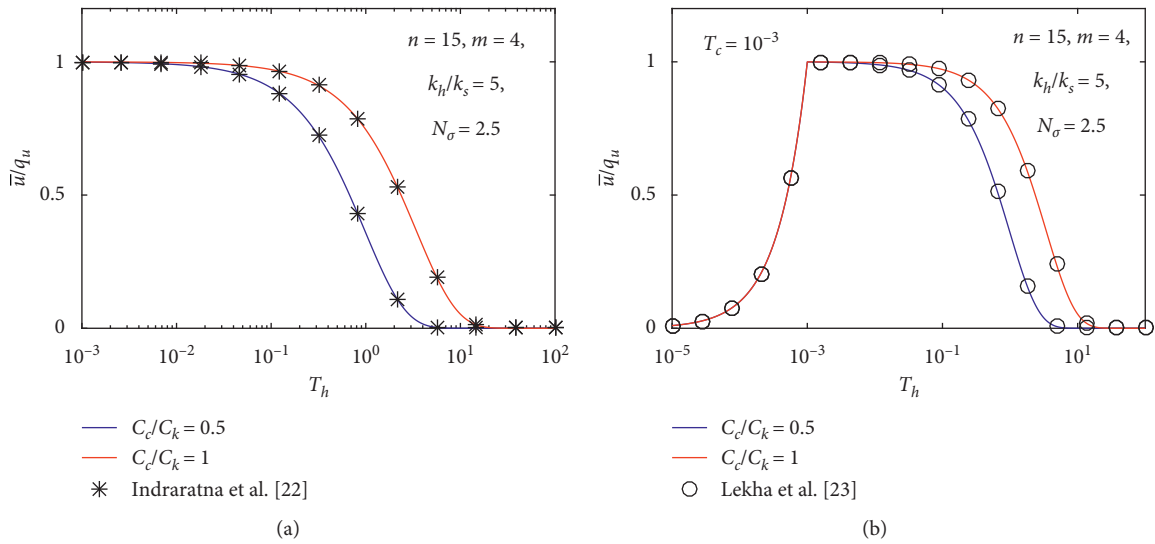 n = 15, m = 4,
k_h/k_s = 5,
N_σ = 2.5
1
0.5
0
u̅/q_u
10^−3
10^−2
10^−1
10^0
10^1
10^2
T_h
C_c/C_k = 0.5
C_c/C_k = 1
Indraratna et al. [22]
(a)
T_c = 10^−3
n = 15, m = 4,
k_h/k_s = 5,
N_σ = 2.5
1
0.5
0
u̅/q_u
10^−5
10^−3
10^−1
10^1
T_h
C_c/C_k = 0.5
C_c/C_k = 1
Lekha et al. [23]
(b)